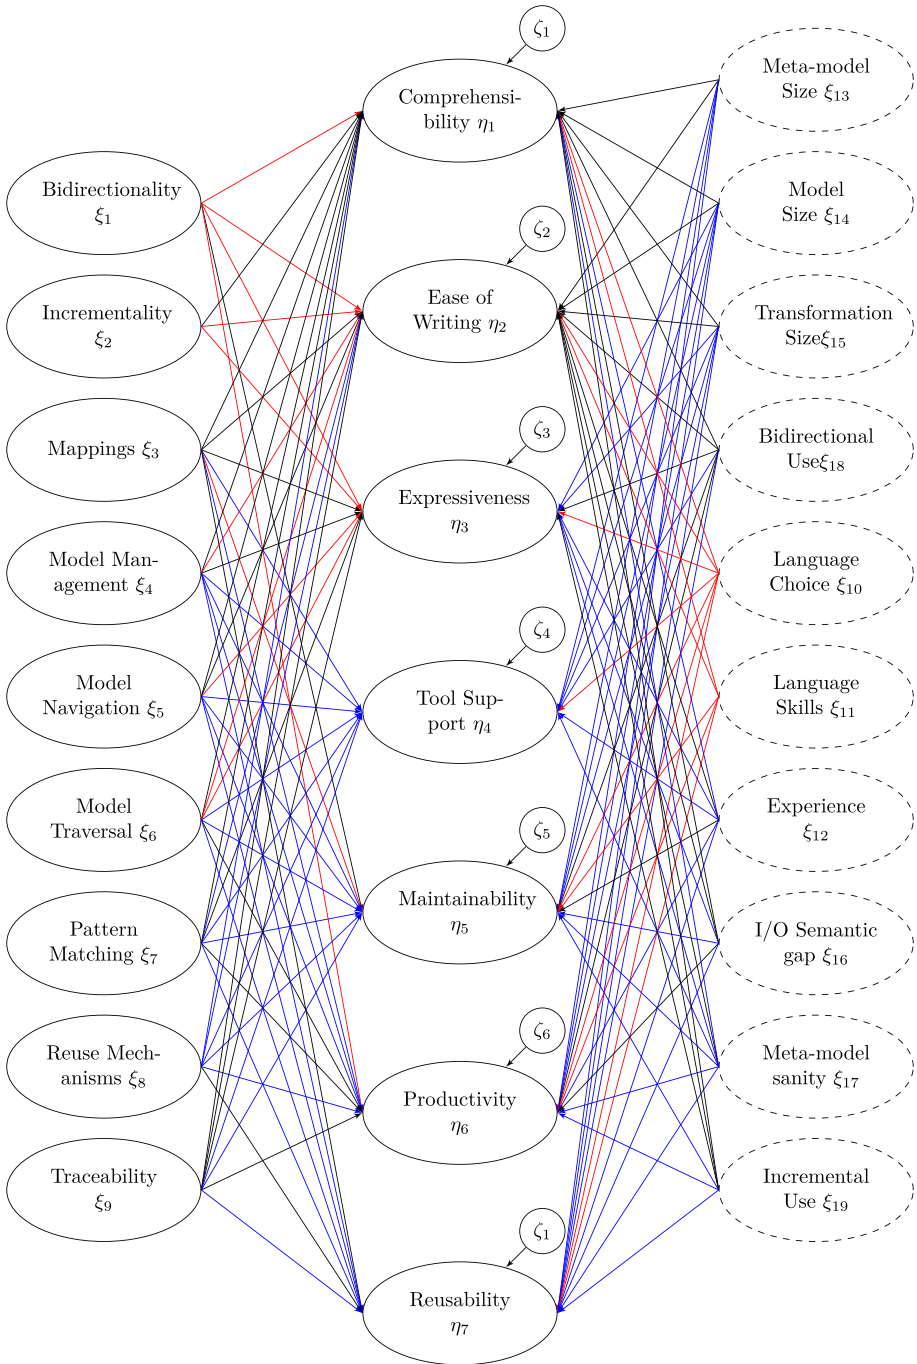 ζ1
Comprehensi-
bility η1
ζ2
Ease of
Writing η2
ζ3
Expressiveness
η3
ζ4
Tool Sup-
port η4
ζ5
Maintainability
η5
ζ6
Productivity
η6
ζ1
Reusability
η7
Bidirectionality
ξ1
Incrementality
ξ2
Mappings ξ3
Model Man-
agement ξ4
Model
Navigation ξ5
Model
Traversal ξ6
Pattern
Matching ξ7
Reuse Mech-
anisms ξ8
Traceability
ξ9
Meta-model
Size ξ13
Model
Size ξ14
Transformation
Sizeξ15
Bidirectional
Useξ18
Language
Choice ξ10
Language
Skills ξ11
Experience
ξ12
I/O Semantic
gap ξ16
Meta-model
sanity ξ17
Incremental
Use ξ19